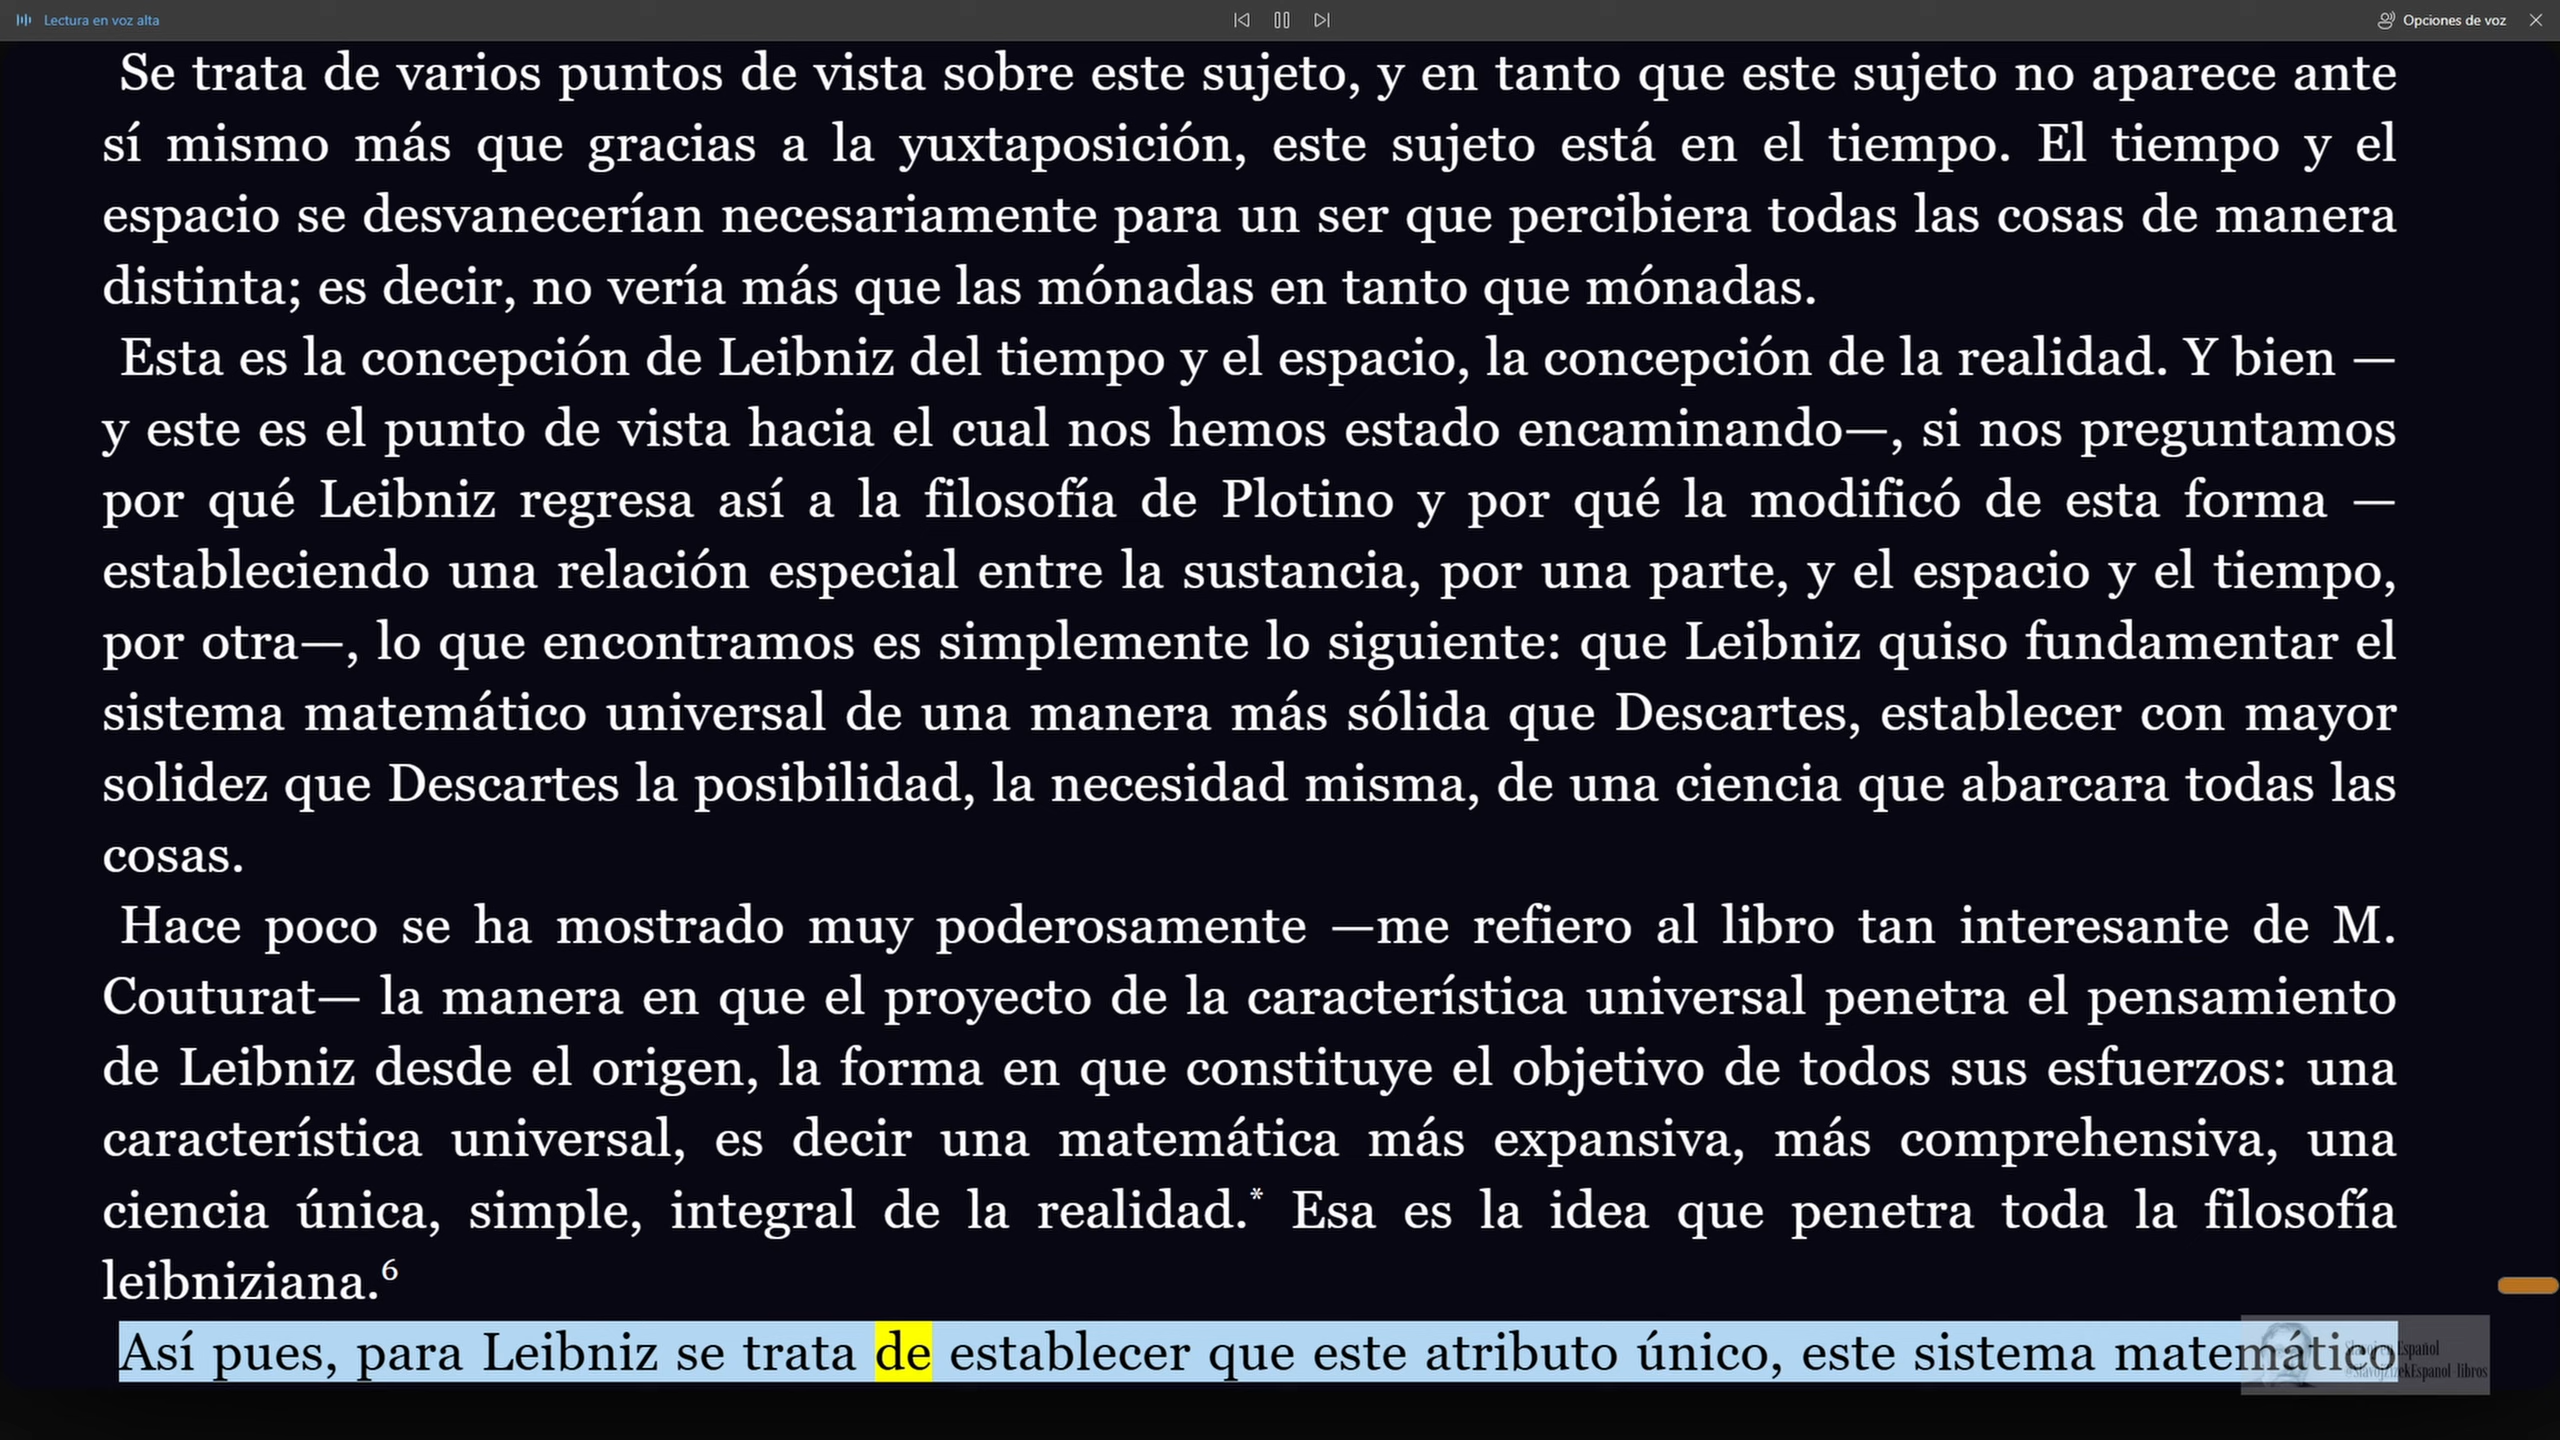 Lectura en voz alta
Opciones de voz
Se trata de varios puntos de vista sobre este sujeto, y en tanto que este sujeto no aparece ante
sí mismo más que gracias a la yuxtaposición, este sujeto está en el tiempo. El tiempo y el
espacio se desvanecerían necesariamente para un ser que percibiera todas las cosas de manera
distinta; es decir, no vería más que las mónadas en tanto que mónadas.
Esta es la concepción de Leibniz del tiempo y el espacio, la concepción de la realidad. Y bien —
y este es el punto de vista hacia el cual nos hemos estado encaminando—, si nos preguntamos
por qué Leibniz regresa así a la filosofía de Plotino y por qué la modificó de esta forma —
estableciendo una relación especial entre la sustancia, por una parte, y el espacio y el tiempo,
por otra—, lo que encontramos es simplemente lo siguiente: que Leibniz quiso fundamentar el
sistema matemático universal de una manera más sólida que Descartes, establecer con mayor
solidez que Descartes la posibilidad, la necesidad misma, de una ciencia que abarcara todas las
cosas.
Hace poco se ha mostrado muy poderosamente —me refiero al libro tan interesante de M.
Couturat— la manera en que el proyecto de la característica universal penetra el pensamiento
de Leibniz desde el origen, la forma en que constituye el objetivo de todos sus esfuerzos: una
característica universal, es decir una matemática más expansiva, más comprehensiva, una
ciencia única, simple, integral de la realidad.* Esa es la idea que penetra toda la filosofía
leibniziana.6
Así pues, para Leibniz se trata de establecer que este atributo único, este sistema matemático
Español